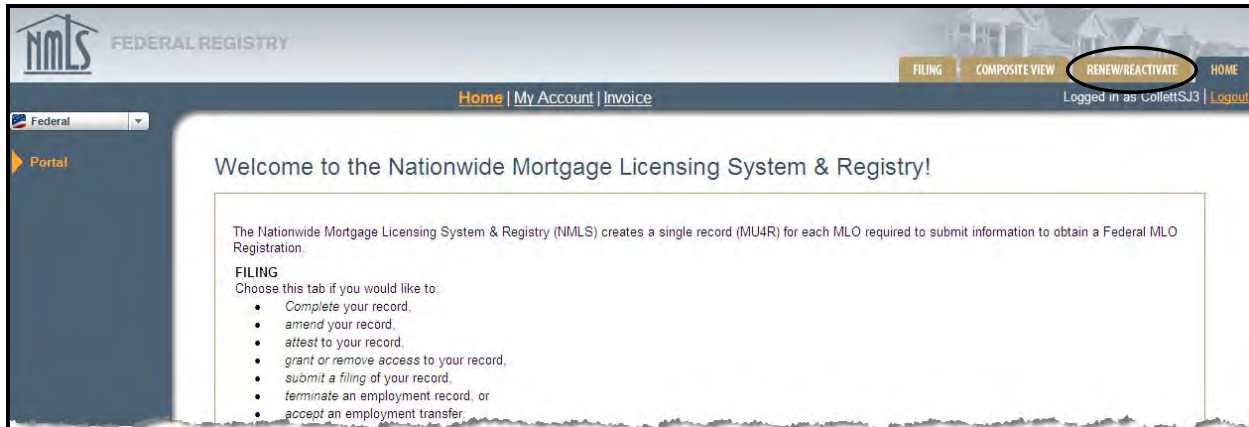 NMLS FEDERAL REGISTRY
FILING COMPOSITE VIEW RENEW/REACTIVATE HOME
Home | My Account | Invoice
Logged in as CollettSJ3 | Logout
Federal
Portal
Welcome to the Nationwide Mortgage Licensing System & Registry!
The Nationwide Mortgage Licensing System & Registry (NMLS) creates a single record (MU4R) for each MLO required to submit information to obtain a Federal MLO
Registration.
FILING
Choose this tab if you would like to:
• Complete your record,
• amend your record,
• attest to your record,
• grant or remove access to your record,
• submit a filing of your record,
• terminate an employment record, or
• accept an employment transfer.